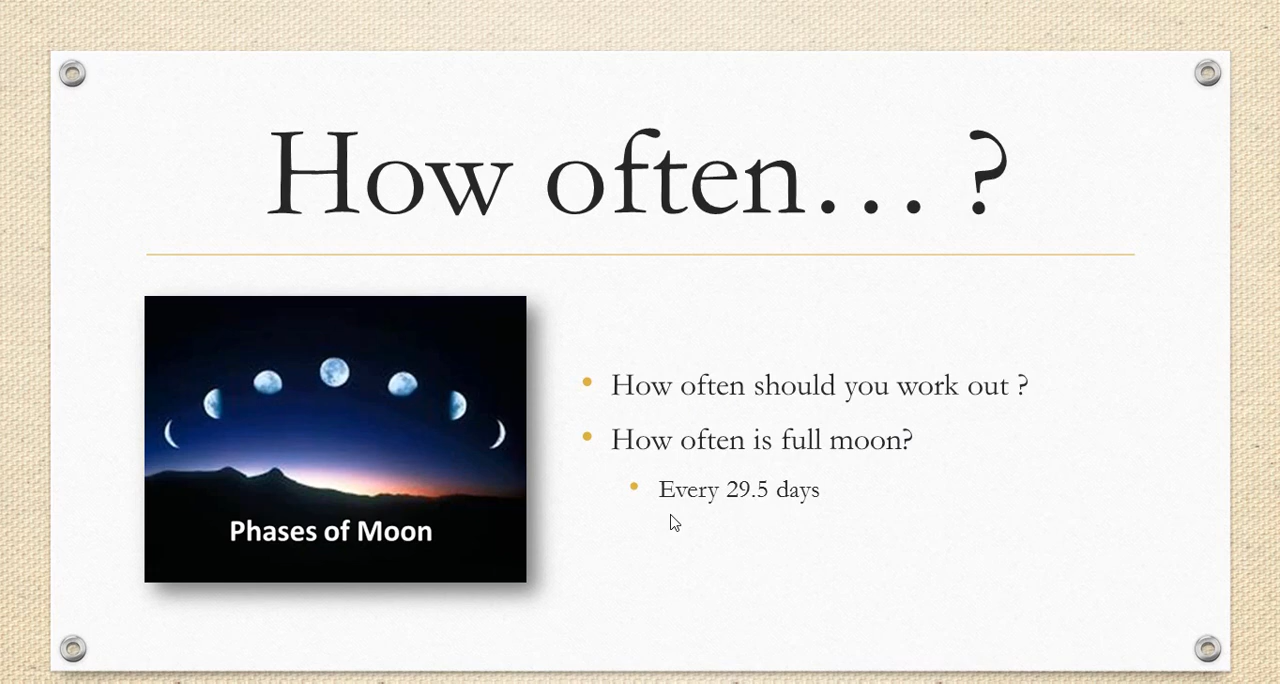 How often… ?
Phases of Moon
How often should you work out ?
How often is full moon?
Every 29.5 days